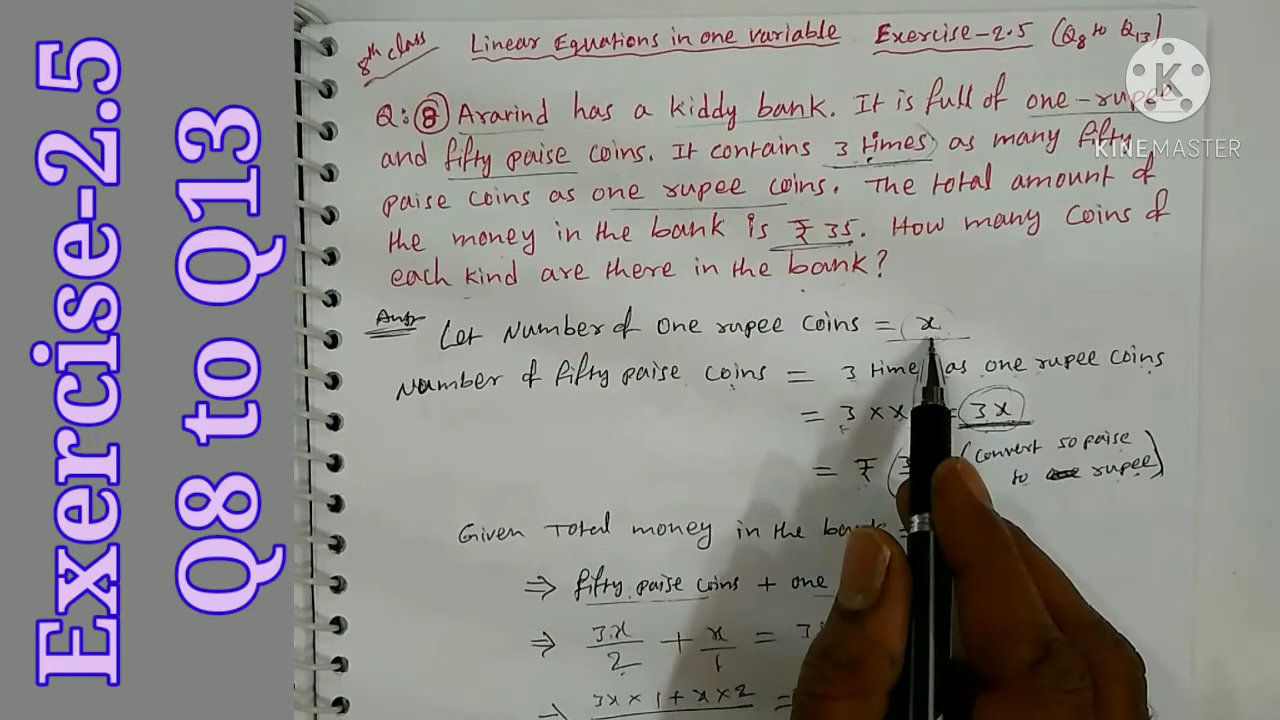 Exercise-2.5
Q8 to Q13
8th class Linear Equations in one variable Exercise-2.5 (Q8 to Q13)
K
KINEMASTER
Q:⑧ Aravind has a kiddy bank. It is full of one-rupee
and fifty paise coins. It contains 3 times as many fifty
paise coins as one rupee coins. The total amount of
the money in the bank is ₹ 35. How many coins of
each kind are there in the bank?
Ans: Let Number of One rupee coins = x
Number of fifty paise coins = 3 times as one rupee coins
= 3 × x = 3x
= ₹ (convert 50 paise
to rupee)
Given Total money in the bank =
⇒ fifty paise coins + one
⇒ 3x/2 + x/1 =
⇒ 3x × 1 + x × 2 =